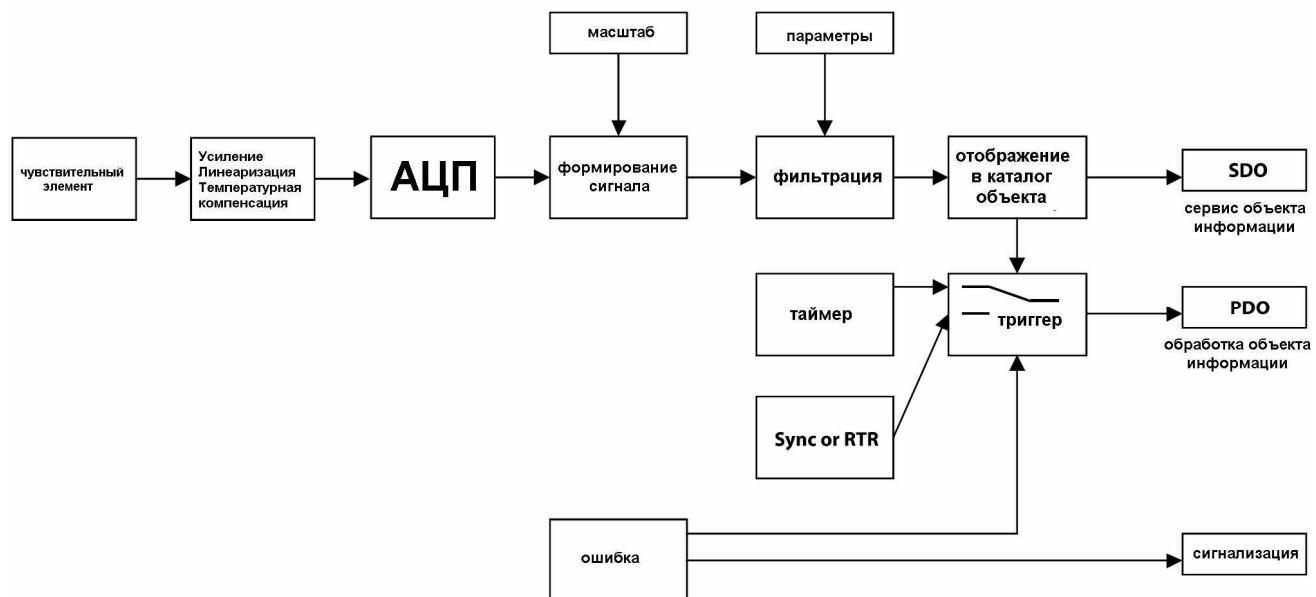 масштаб
параметры
чувствительный
элемент
Усиление
Линеаризация
Температурная
компенсация
АЦП
формирование
сигнала
фильтрация
отображение
в каталог
объекта
SDO
сервис объекта
информации
таймер
триггер
PDO
обработка объекта
информации
Sync or RTR
ошибка
сигнализация